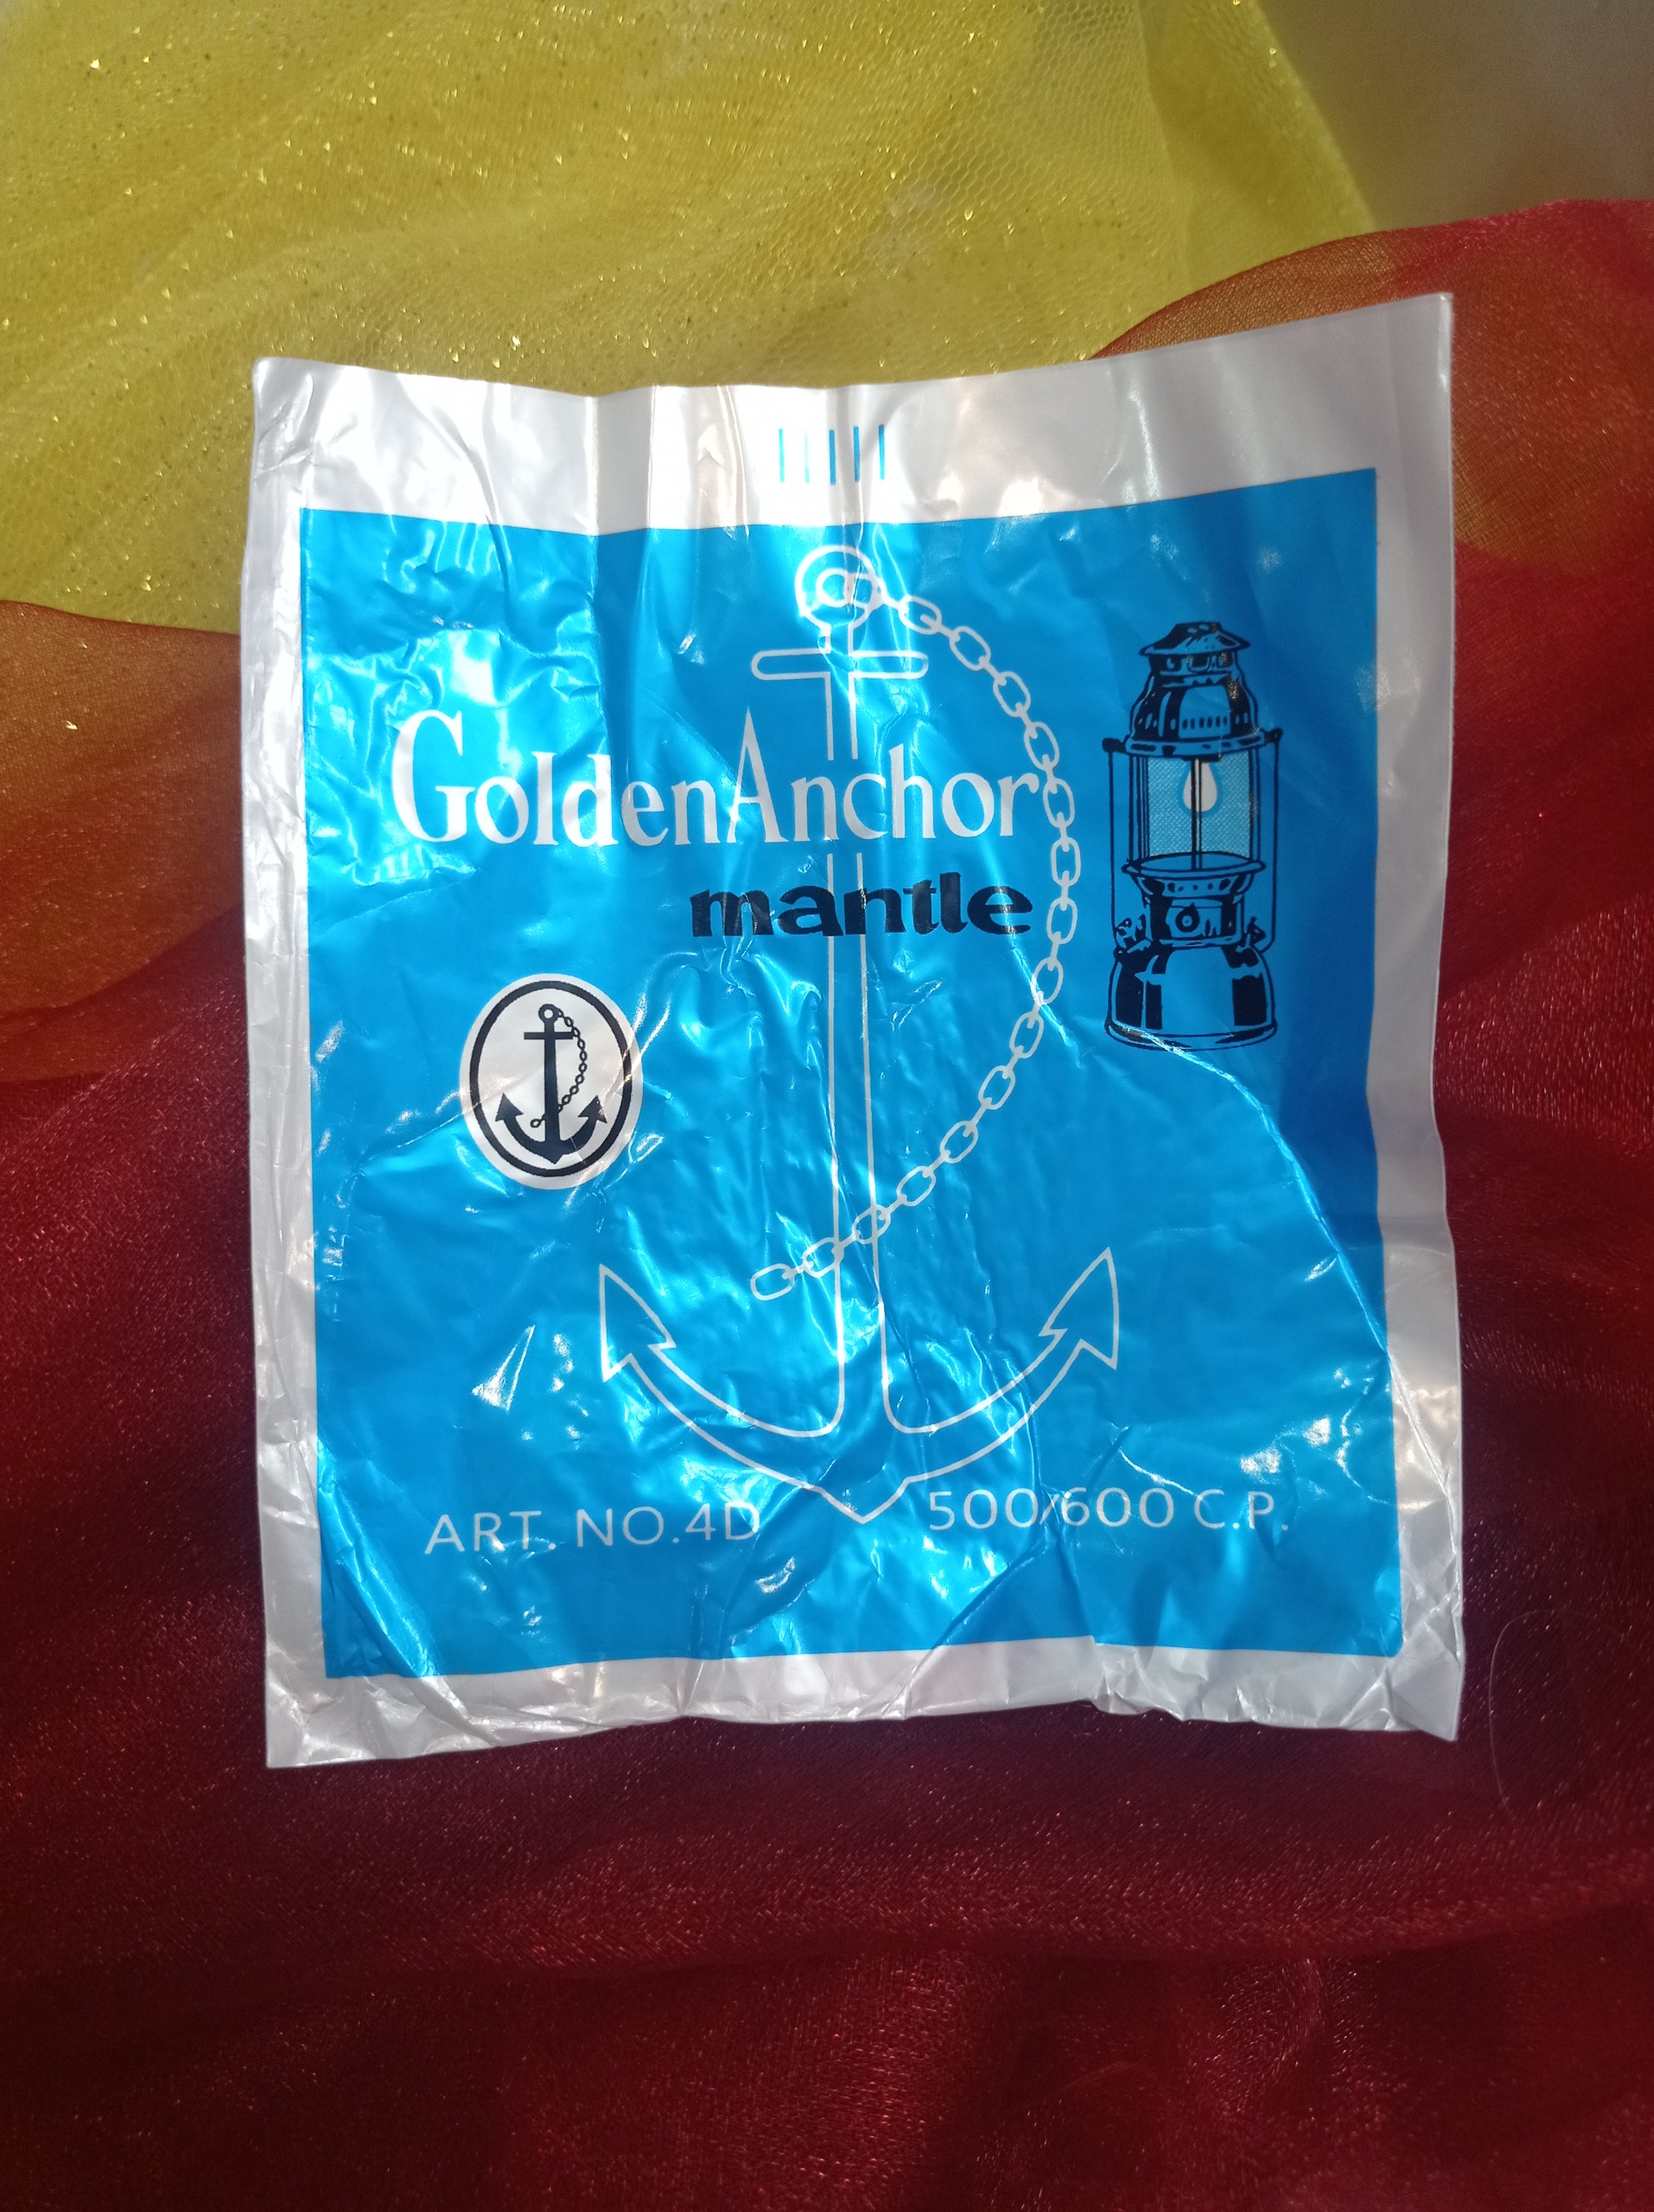 GoldenAnchor
mantle
ART. NO.4D 500/600 C.P.